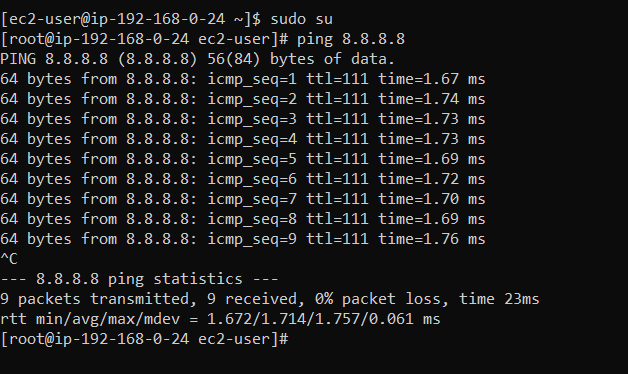 [ec2-user@ip-192-168-0-24 ~]$ sudo su
[root@ip-192-168-0-24 ec2-user]# ping 8.8.8.8
PING 8.8.8.8 (8.8.8.8) 56(84) bytes of data.
64 bytes from 8.8.8.8: icmp_seq=1 ttl=111 time=1.67 ms
64 bytes from 8.8.8.8: icmp_seq=2 ttl=111 time=1.74 ms
64 bytes from 8.8.8.8: icmp_seq=3 ttl=111 time=1.73 ms
64 bytes from 8.8.8.8: icmp_seq=4 ttl=111 time=1.73 ms
64 bytes from 8.8.8.8: icmp_seq=5 ttl=111 time=1.69 ms
64 bytes from 8.8.8.8: icmp_seq=6 ttl=111 time=1.72 ms
64 bytes from 8.8.8.8: icmp_seq=7 ttl=111 time=1.70 ms
64 bytes from 8.8.8.8: icmp_seq=8 ttl=111 time=1.69 ms
64 bytes from 8.8.8.8: icmp_seq=9 ttl=111 time=1.76 ms
^C
--- 8.8.8.8 ping statistics ---
9 packets transmitted, 9 received, 0% packet loss, time 23ms
rtt min/avg/max/mdev = 1.672/1.714/1.757/0.061 ms
[root@ip-192-168-0-24 ec2-user]#